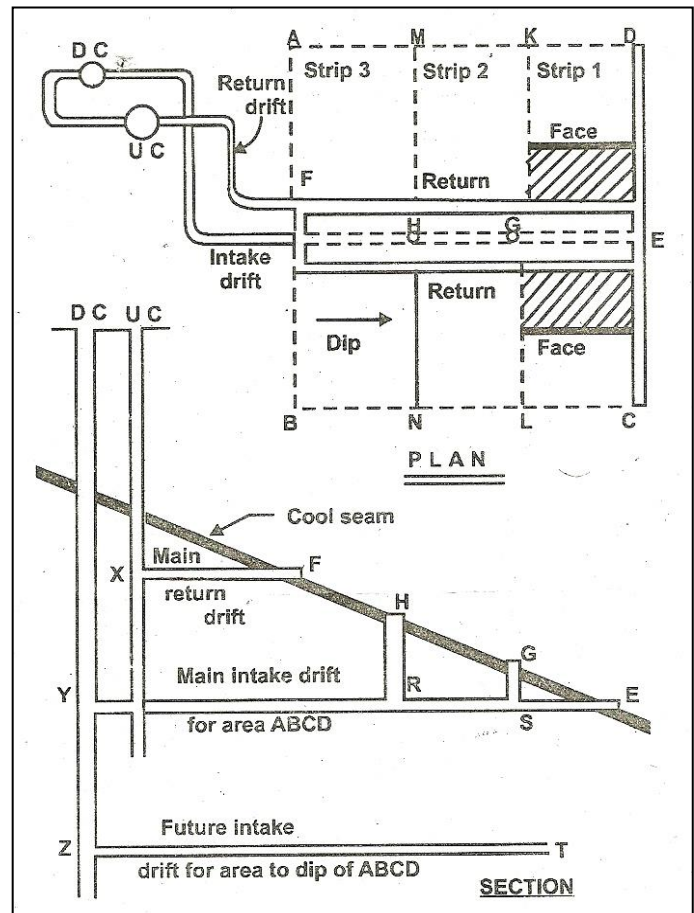 A M K D
D C
Strip 3 Strip 2 Strip 1
Return
drift
Face
U C
F Return
H G
E
Intake
drift
Return
D C U C
Dip
Face
B N L C
PLAN
Cool seam
Main F
X
return
drift
H
G
Main intake drift R E
Y
for area ABCD S
Future intake
Z T
drift for area to dip of ABCD
SECTION